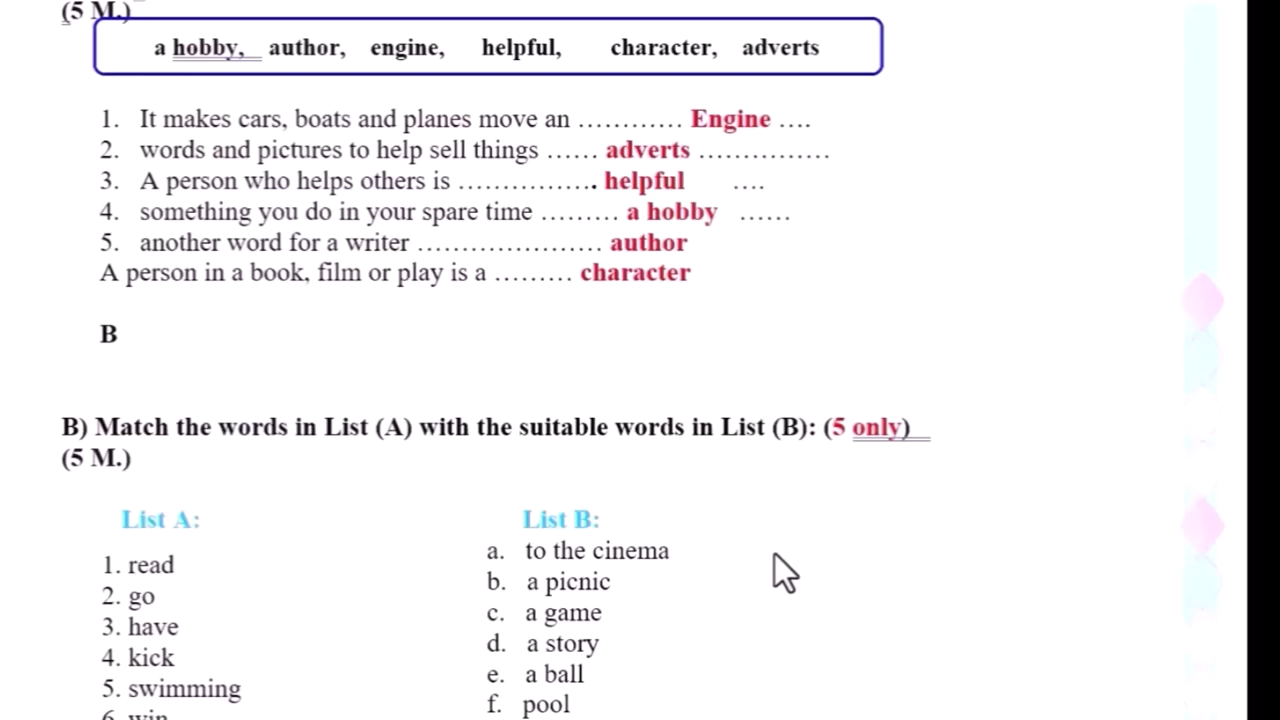 (5 M.)
a hobby, author, engine, helpful, character, adverts
1. It makes cars, boats and planes move an ………… Engine ….
2. words and pictures to help sell things …… adverts ……………
3. A person who helps others is ……………. helpful ….
4. something you do in your spare time ……… a hobby ……
5. another word for a writer ………………… author
A person in a book, film or play is a ……… character
B
B) Match the words in List (A) with the suitable words in List (B): (5 only)
(5 M.)
List A: List B:
a. to the cinema
1. read
b. a picnic
2. go
c. a game
3. have
d. a story
4. kick
e. a ball
5. swimming
f. pool
6. win